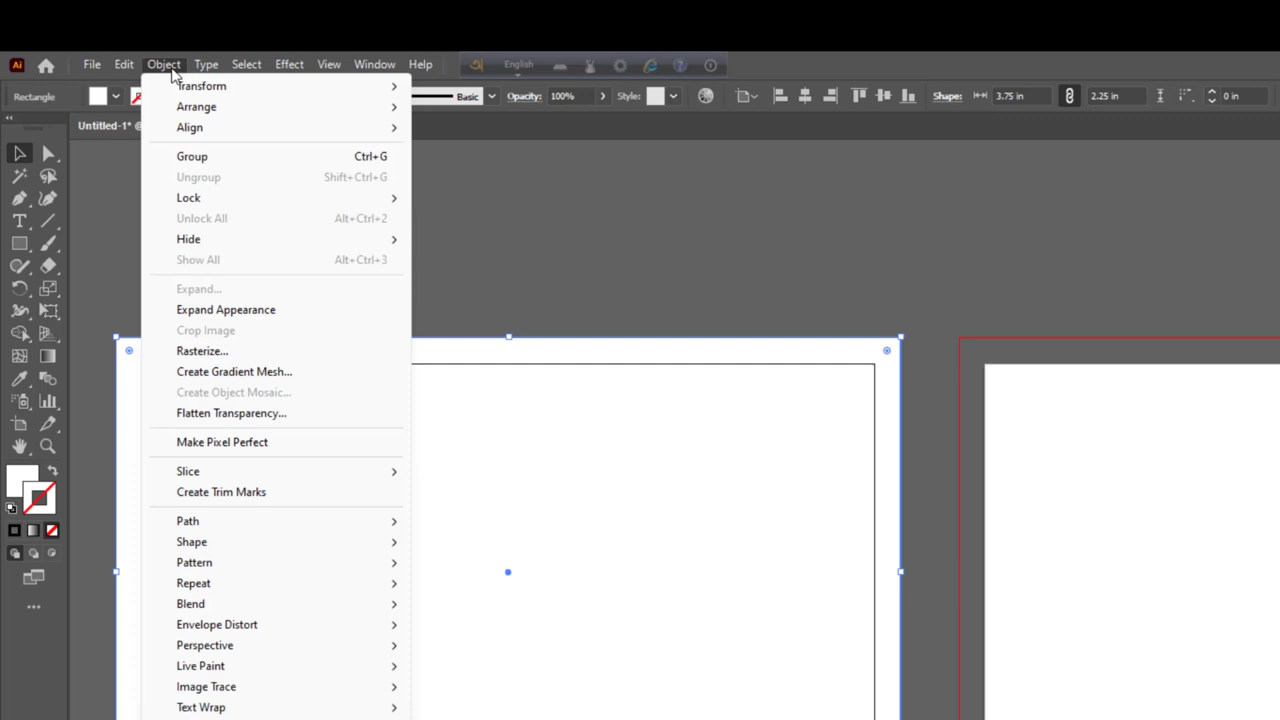 Ai File Edit Object Type Select Effect View Window Help English
Rectangle Basic Opacity: 100% Style: Shape: 3.75 in 2.25 in 0 in
Untitled-1* @
Transform
Arrange
Align
Group Ctrl+G
Ungroup Shift+Ctrl+G
Lock
Unlock All Alt+Ctrl+2
Hide
Show All Alt+Ctrl+3
Expand...
Expand Appearance
Crop Image
Rasterize...
Create Gradient Mesh...
Create Object Mosaic...
Flatten Transparency...
Make Pixel Perfect
Slice
Create Trim Marks
Path
Shape
Pattern
Repeat
Blend
Envelope Distort
Perspective
Live Paint
Image Trace
Text Wrap